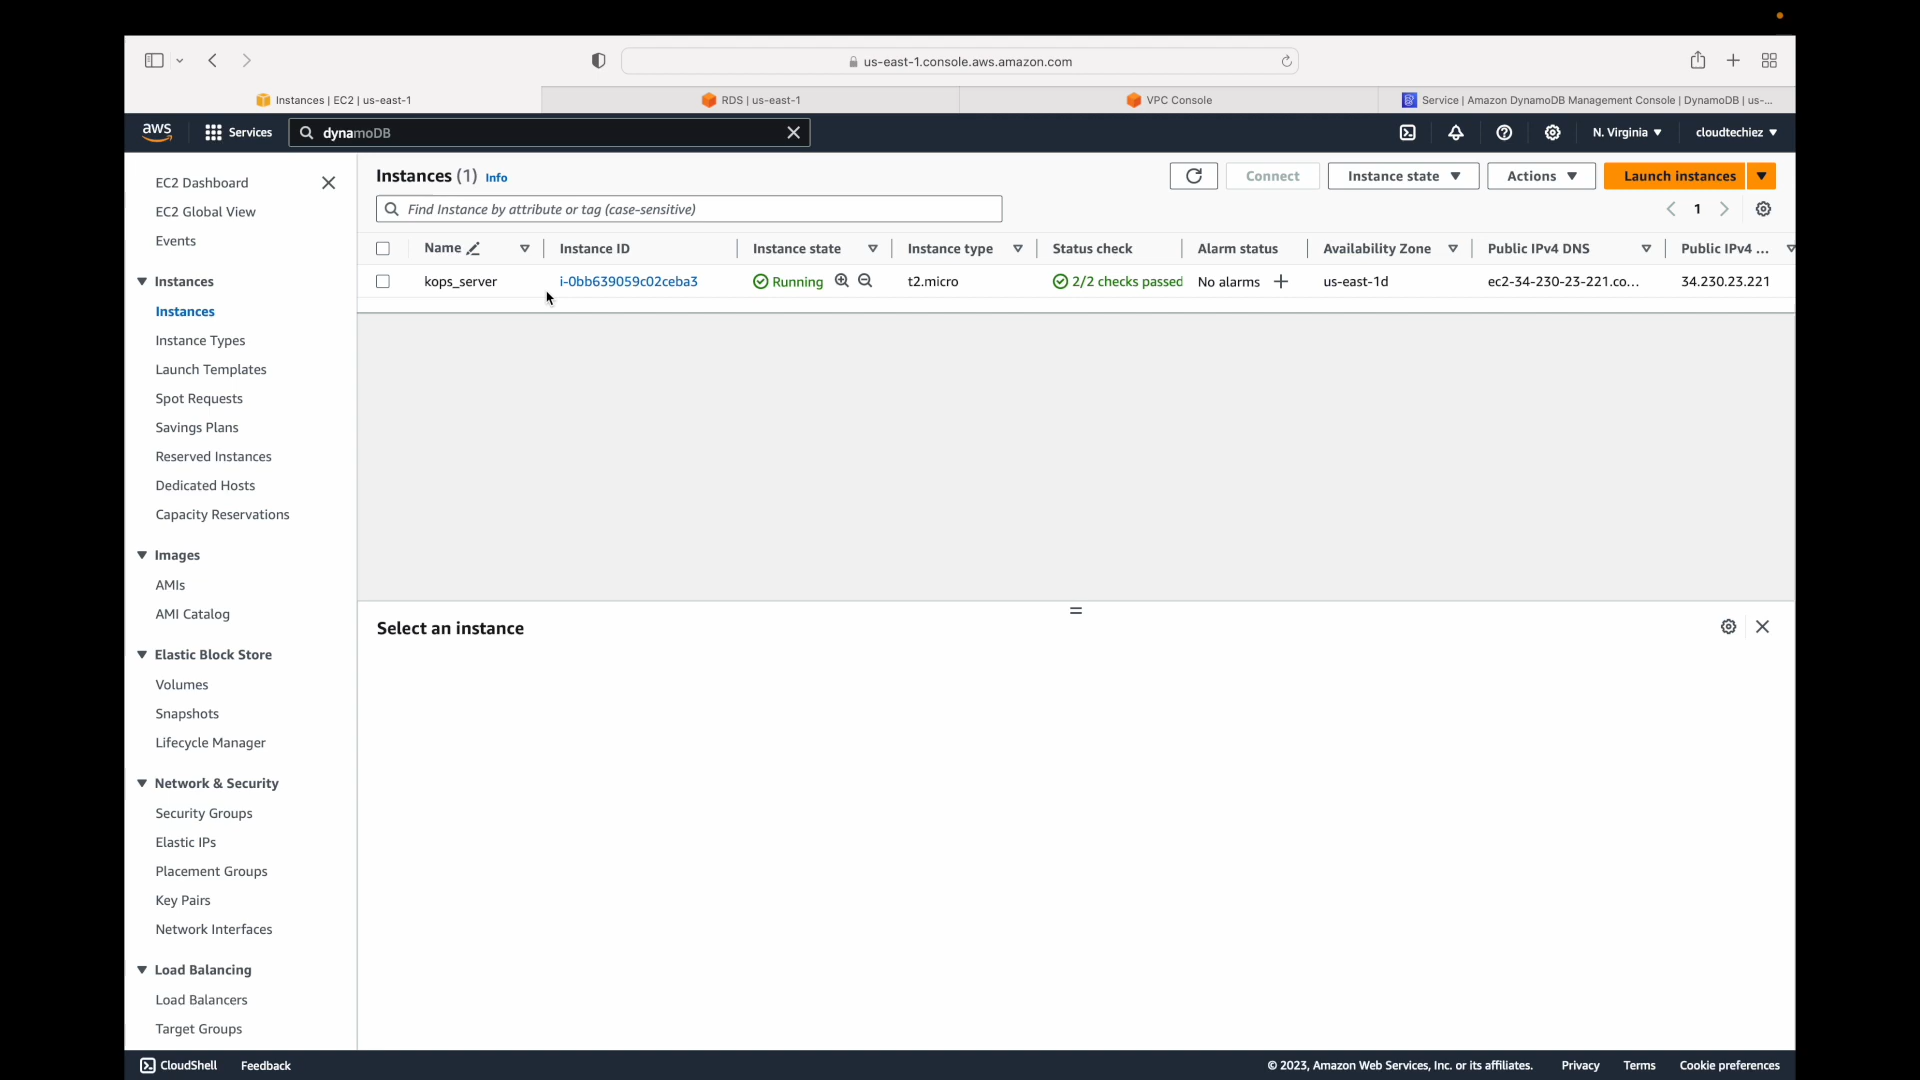 us-east-1.console.aws.amazon.com
Instances | EC2 | us-east-1
RDS | us-east-1
VPC Console
Service | Amazon DynamoDB Management Console | DynamoDB | us-...
aws
Services
dynamoDB
N. Virginia
cloudtechiez
EC2 Dashboard
EC2 Global View
Events
Instances
Instances
Instance Types
Launch Templates
Spot Requests
Savings Plans
Reserved Instances
Dedicated Hosts
Capacity Reservations
Images
AMIs
AMI Catalog
Elastic Block Store
Volumes
Snapshots
Lifecycle Manager
Network & Security
Security Groups
Elastic IPs
Placement Groups
Key Pairs
Network Interfaces
Load Balancing
Load Balancers
Target Groups
Instances (1) Info
Connect
Instance state
Actions
Launch instances
Find Instance by attribute or tag (case-sensitive)
1
Name Instance ID Instance state Instance type Status check Alarm status Availability Zone Public IPv4 DNS Public IPv4 ...
kops_server i-0bb639059c02ceba3 Running t2.micro 2/2 checks passed No alarms + us-east-1d ec2-34-230-23-221.co... 34.230.23.221
Select an instance
CloudShell Feedback © 2023, Amazon Web Services, Inc. or its affiliates. Privacy Terms Cookie preferences